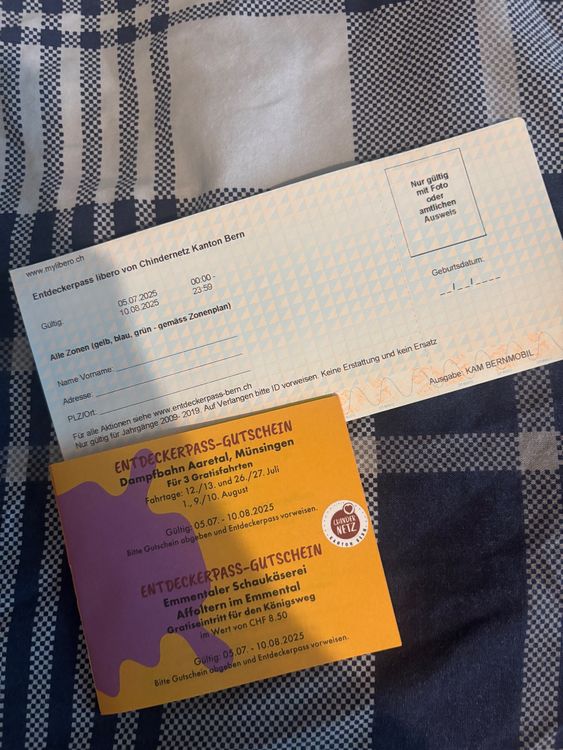 www.mylibero.ch
Entdeckerpass libero von Chindernetz Kanton Bern
Gültig: 05.07.2025 00:00 -
10.08.2025 23:59
Alle Zonen (gelb, blau, grün - gemäss Zonenplan)
Name Vorname:
Adresse:
PLZ/Ort:
Für alle Aktionen siehe www.entdeckerpass-bern.ch
Nur gültig für Jahrgänge 2009- 2019. Auf Verlangen bitte ID vorweisen. Keine Erstattung und kein Ersatz
Nur gültig
mit Foto
oder
amtlichen
Ausweis
Geburtsdatum:
Ausgabe: KAM BERNMOBIL
ENTDECKERPASS-GUTSCHEIN
Dampfbahn Aaretal, Münsingen
Für 3 Gratisfahrten
Fahrtage: 12./13. und 26./27. Juli
1., 9./10. August
Gültig: 05.07. - 10.08.2025
Bitte Gutschein abgeben und Entdeckerpass vorweisen.
CHINDER
NETZ
KANTON BERN
ENTDECKERPASS-GUTSCHEIN
Emmentaler Schaukäserei
Affoltern im Emmental
Gratiseintritt für den Königsweg
im Wert von CHF 8.50
Gültig: 05.07. - 10.08.2025
Bitte Gutschein abgeben und Entdeckerpass vorweisen.